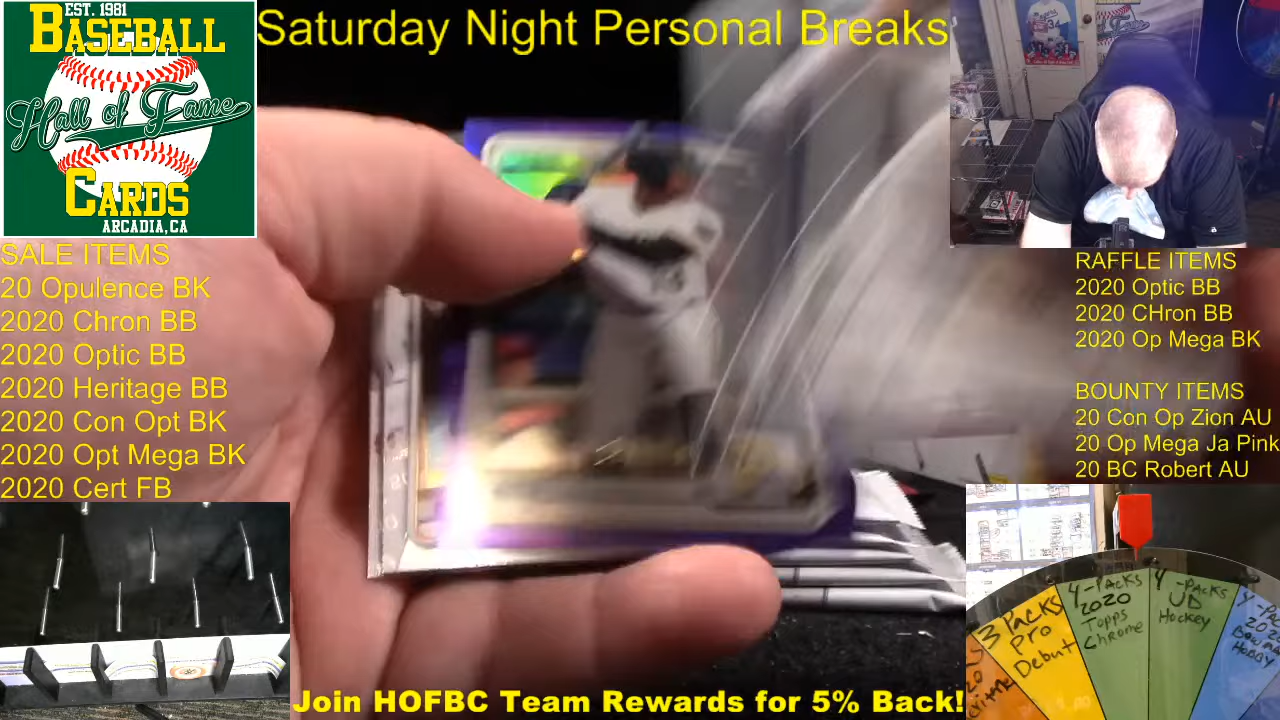 EST. 1981
BASEBALL
Hall of Fame
CARDS
ARCADIA, CA
Saturday Night Personal Breaks
SALE ITEMS
20 Opulence BK
2020 Chron BB
2020 Optic BB
2020 Heritage BB
2020 Con Opt BK
2020 Opt Mega BK
2020 Cert FB
RAFFLE ITEMS
2020 Optic BB
2020 CHron BB
2020 Op Mega BK
BOUNTY ITEMS
20 Con Op Zion AU
20 Op Mega Ja Pink
20 BC Robert AU
3 PACKS
PRO
DEBUT
4-PACKS
2020
TOPPS
CHROME
4-PACKS
UD
HOCKEY
HOBBY
Join HOFBC Team Rewards for 5% Back!